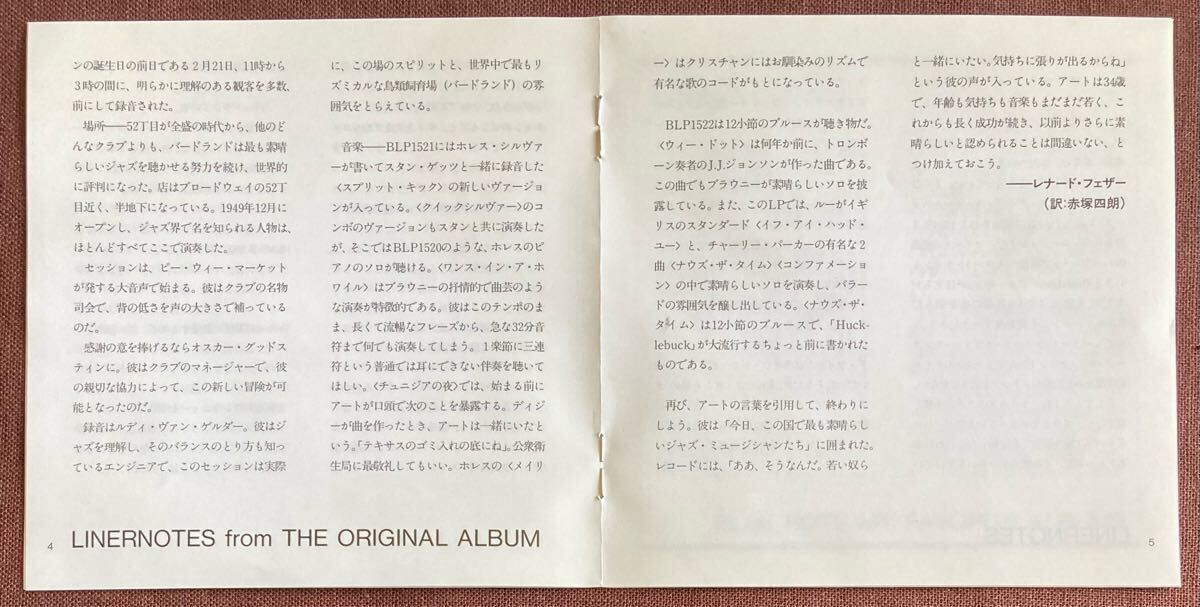 ンの誕生日の前日である2月21日、11時から
3時の間に、明らかに理解のある観客を多数、
前にして録音された。
場所――52丁目が全盛の時代から、他のど
んなクラブよりも、バードランドは最も素晴
らしいジャズを聴かせる努力を続け、世界的
に評判になった。店はブロードウェイの52丁
目近く、半地下になっている。1949年12月に
オープンし、ジャズ界で名を知られる人物は、
ほとんどすべてここで演奏した。
セッションは、ピー・ウィー・マーケット
が発する大音声で始まる。彼はクラブの名物
司会で、背の低さを声の大きさで補っている
のだ。
感謝の意を捧げるならオスカー・グッドス
ティンに。彼はクラブのマネージャーで、彼
の親切な協力によって、この新しい冒険が可
能となったのだ。
録音はルディ・ヴァン・ゲルダー。彼はジ
ャズを理解し、そのバランスのとり方も知っ
ているエンジニアで、このセッションは実際
に、この場のスピリットと、世界中で最もリ
ズミカルな鳥類飼育場（バードランド）の雰
囲気をとらえている。
音楽――BLP1521にはホレス・シルヴァ
ーが書いてスタン・ゲッツと一緒に録音した
〈スプリット・キック〉の新しいヴァージョ
ンが入っている。〈クイックシルヴァー〉のコ
ンボのヴァージョンもスタンと共に演奏した
が、そこではBLP1520のような、ホレスのピ
アノのソロが聴ける。〈ワンス・イン・ア・ホ
ワイル〉はブラウニーの抒情的で曲芸のよう
な演奏が特徴的である。彼はこのテンポのま
ま、長くて流暢なフレーズから、急な32分音
符まで何でも演奏してしまう。1楽節に三連
符という普通では耳にできない伴奏を聴いて
ほしい。〈チュニジアの夜〉では、始まる前に
アートが口頭で次のことを暴露する。ディジ
ーが曲を作ったとき、アートは一緒にいたと
いう。「テキサスのゴミ入れの底にね」。公衆衛
生局に最敬礼してもいい。ホレスの〈メイリ
LINERNOTES from THE ORIGINAL ALBUM
4
ー〉はクリスチャンにはお馴染みのリズムで
有名な歌のコードがもとになっている。
BLP1522は12小節のブルースが聴き物だ。
〈ウィー・ドット〉は何年か前に、トロンボ
ーン奏者のJ.J.ジョンソンが作った曲である。
この曲でもブラウニーが素晴らしいソロを披
露している。また、このLPでは、ルーがイギ
リスのスタンダード〈イフ・アイ・ハッド・
ユー〉と、チャーリー・パーカーの有名な2
曲〈ナウズ・ザ・タイム〉〈コンファメーショ
ン〉の中で素晴らしいソロを演奏し、バラー
ドの雰囲気を醸し出している。〈ナウズ・ザ・
タイム〉は12小節のブルースで、「Huck-
lebuck」が大流行するちょっと前に書かれた
ものである。
再び、アートの言葉を引用して、終わりに
しよう。彼は「今日、この国で最も素晴らし
いジャズ・ミュージシャンたち」に囲まれた。
レコードには、「ああ、そうなんだ。若い奴ら
と一緒にいたい。気持ちに張りが出るからね」
という彼の声が入っている。アートは34歳
で、年齢も気持ちも音楽もまだまだ若く、こ
れからも長く成功が続き、以前よりさらに素
晴らしいと認められることは間違いない、と
つけ加えておこう。
――レナード・フェザー
（訳：赤塚四朗）
5